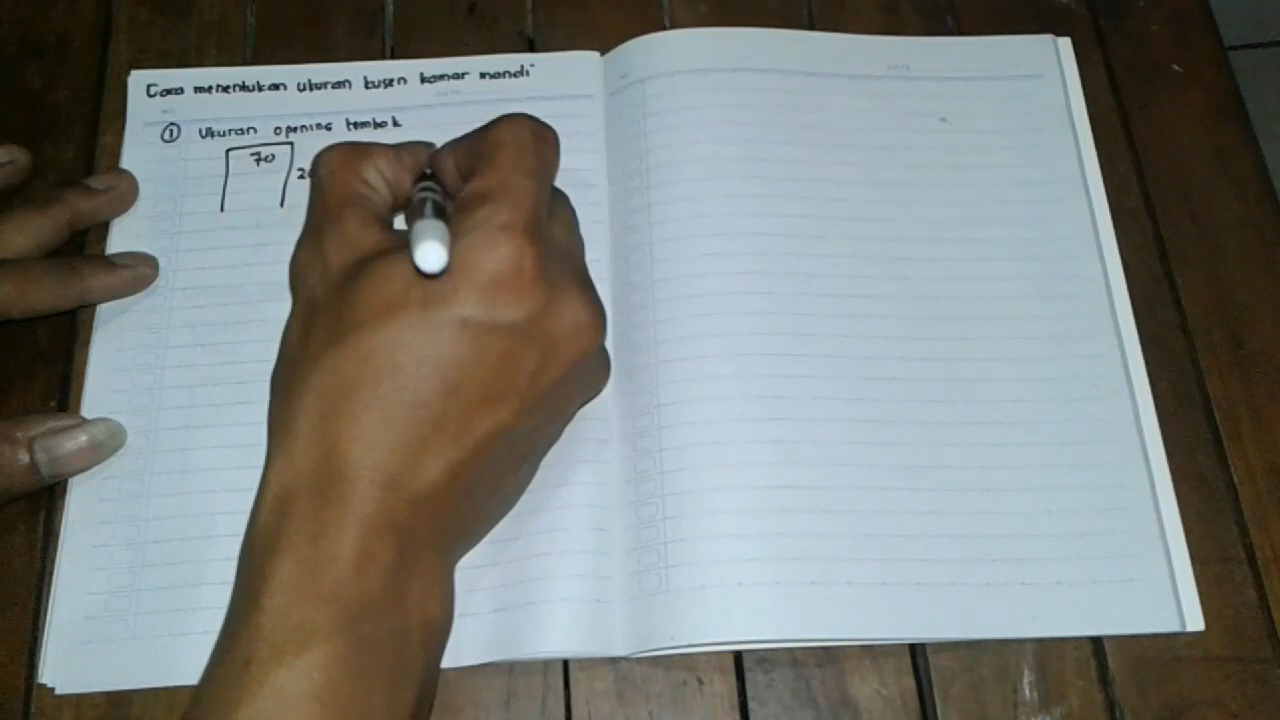 Cara menentukan ukuran kusen kamar mandi
① Ukuran opening tembok
70